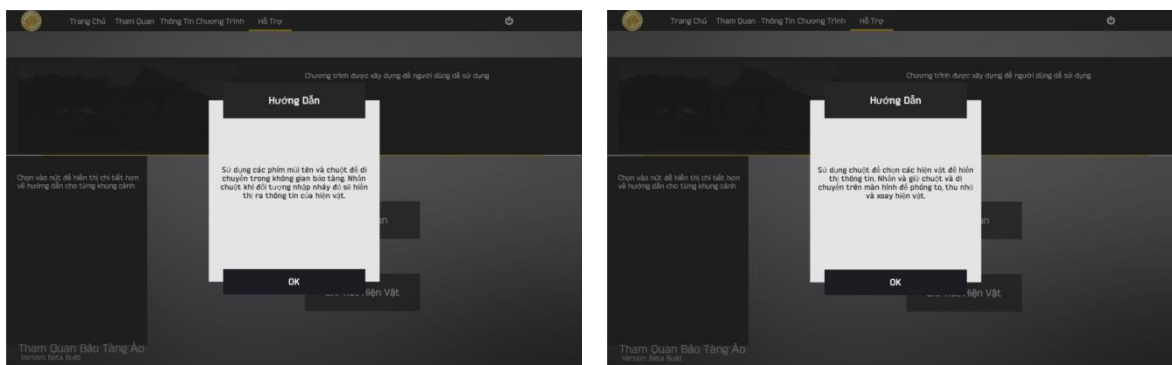 Trang Chủ Tham Quan Thông Tin Chương Trình Hỗ Trợ
Chương trình được xây dựng để người dùng dễ sử dụng
Hướng Dẫn
Chọn vào nút để hiển thị chi tiết hơn
về hướng dẫn cho từng khung cảnh
Sử dụng các phím mũi tên và chuột để di
chuyển trong không gian bảo tàng. Nhấn
chuột khi đối tượng nhấp nháy đó sẽ hiển
thị ra thông tin của hiện vật.
OK
Hiện Vật
Tham Quan Bảo Tàng Ảo
Version Beta Build
Trang Chủ Tham Quan Thông Tin Chương Trình Hỗ Trợ
Chương trình được xây dựng để người dùng dễ sử dụng
Hướng Dẫn
Chọn vào nút để hiển thị chi tiết hơn
về hướng dẫn cho từng khung cảnh
Sử dụng chuột để chọn các hiện vật để hiển
thị thông tin. Nhấn và giữ chuột và di
chuyển trên màn hình để phóng to, thu nhỏ
và xoay hiện vật.
OK
Hiện Vật
Tham Quan Bảo Tàng Ảo
Version Beta Build